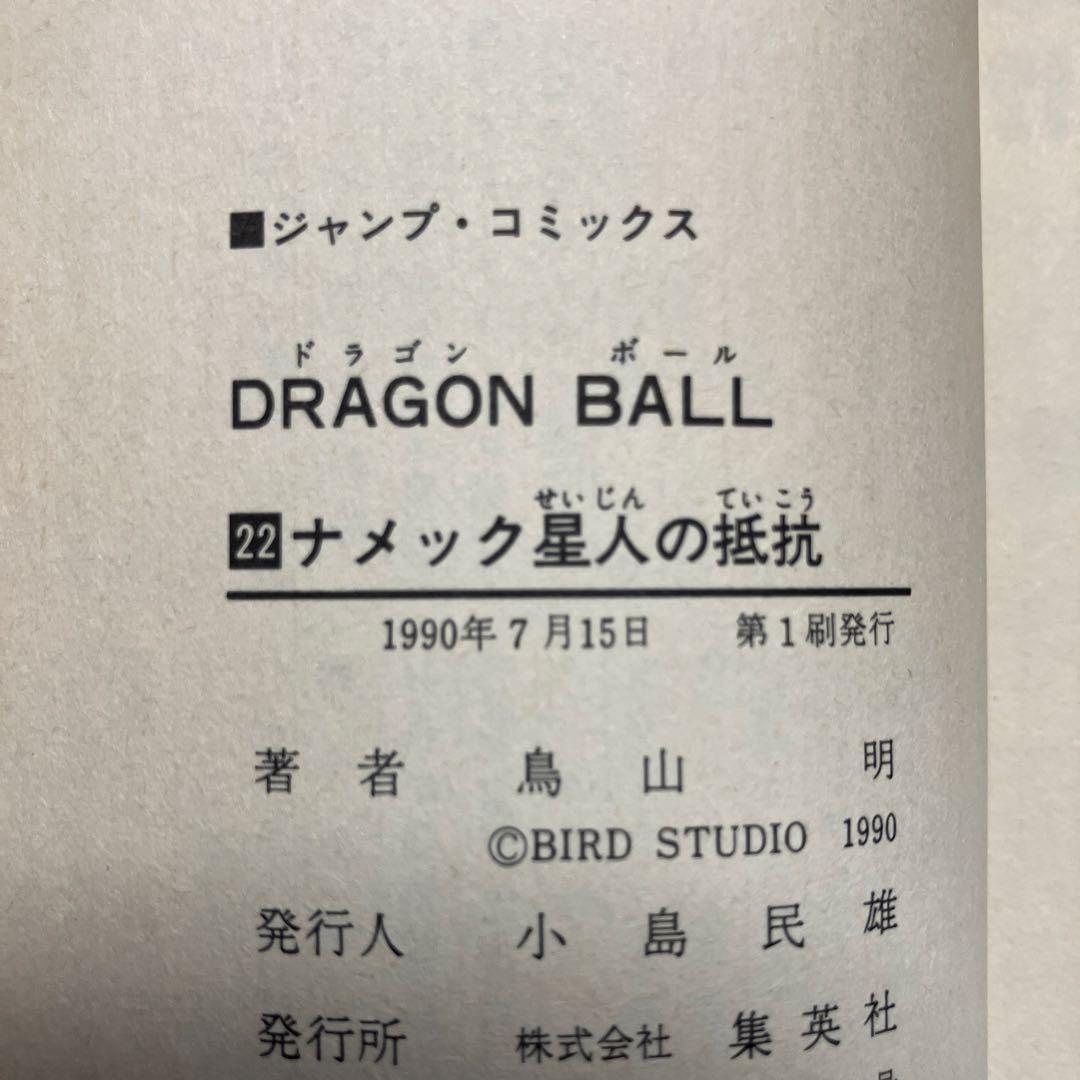 ■ジャンプ・コミックス
ドラゴン ボール
DRAGON BALL
せいじん ていこう
22ナメック星人の抵抗
1990年7月15日 第1刷発行
著者 鳥山明
©BIRD STUDIO 1990
発行人 小島民雄
発行所 株式会社 集英社